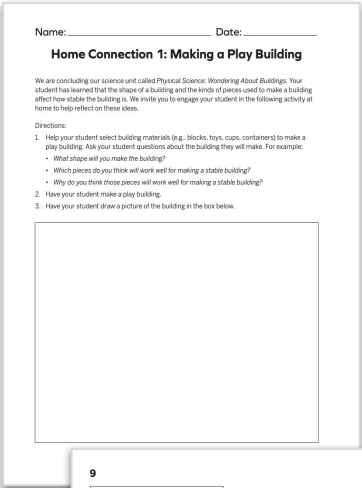 Name: Date:
Home Connection 1: Making a Play Building
We are concluding our science unit called Physical Science: Wondering About Buildings. Your
student has learned that the shape of a building and the kinds of pieces used to make a building
affect how stable the building is. We invite you to engage your student in the following activity at
home to help reflect on these ideas.
Directions:
1. Help your student select building materials (e.g., blocks, toys, cups, containers) to make a
play building. Ask your student questions about the building they will make. For example:
• What shape will you make the building?
• Which pieces do you think will work well for making a stable building?
• Why do you think those pieces will work well for making a stable building?
2. Have your student make a play building.
3. Have your student draw a picture of the building in the box below.
9